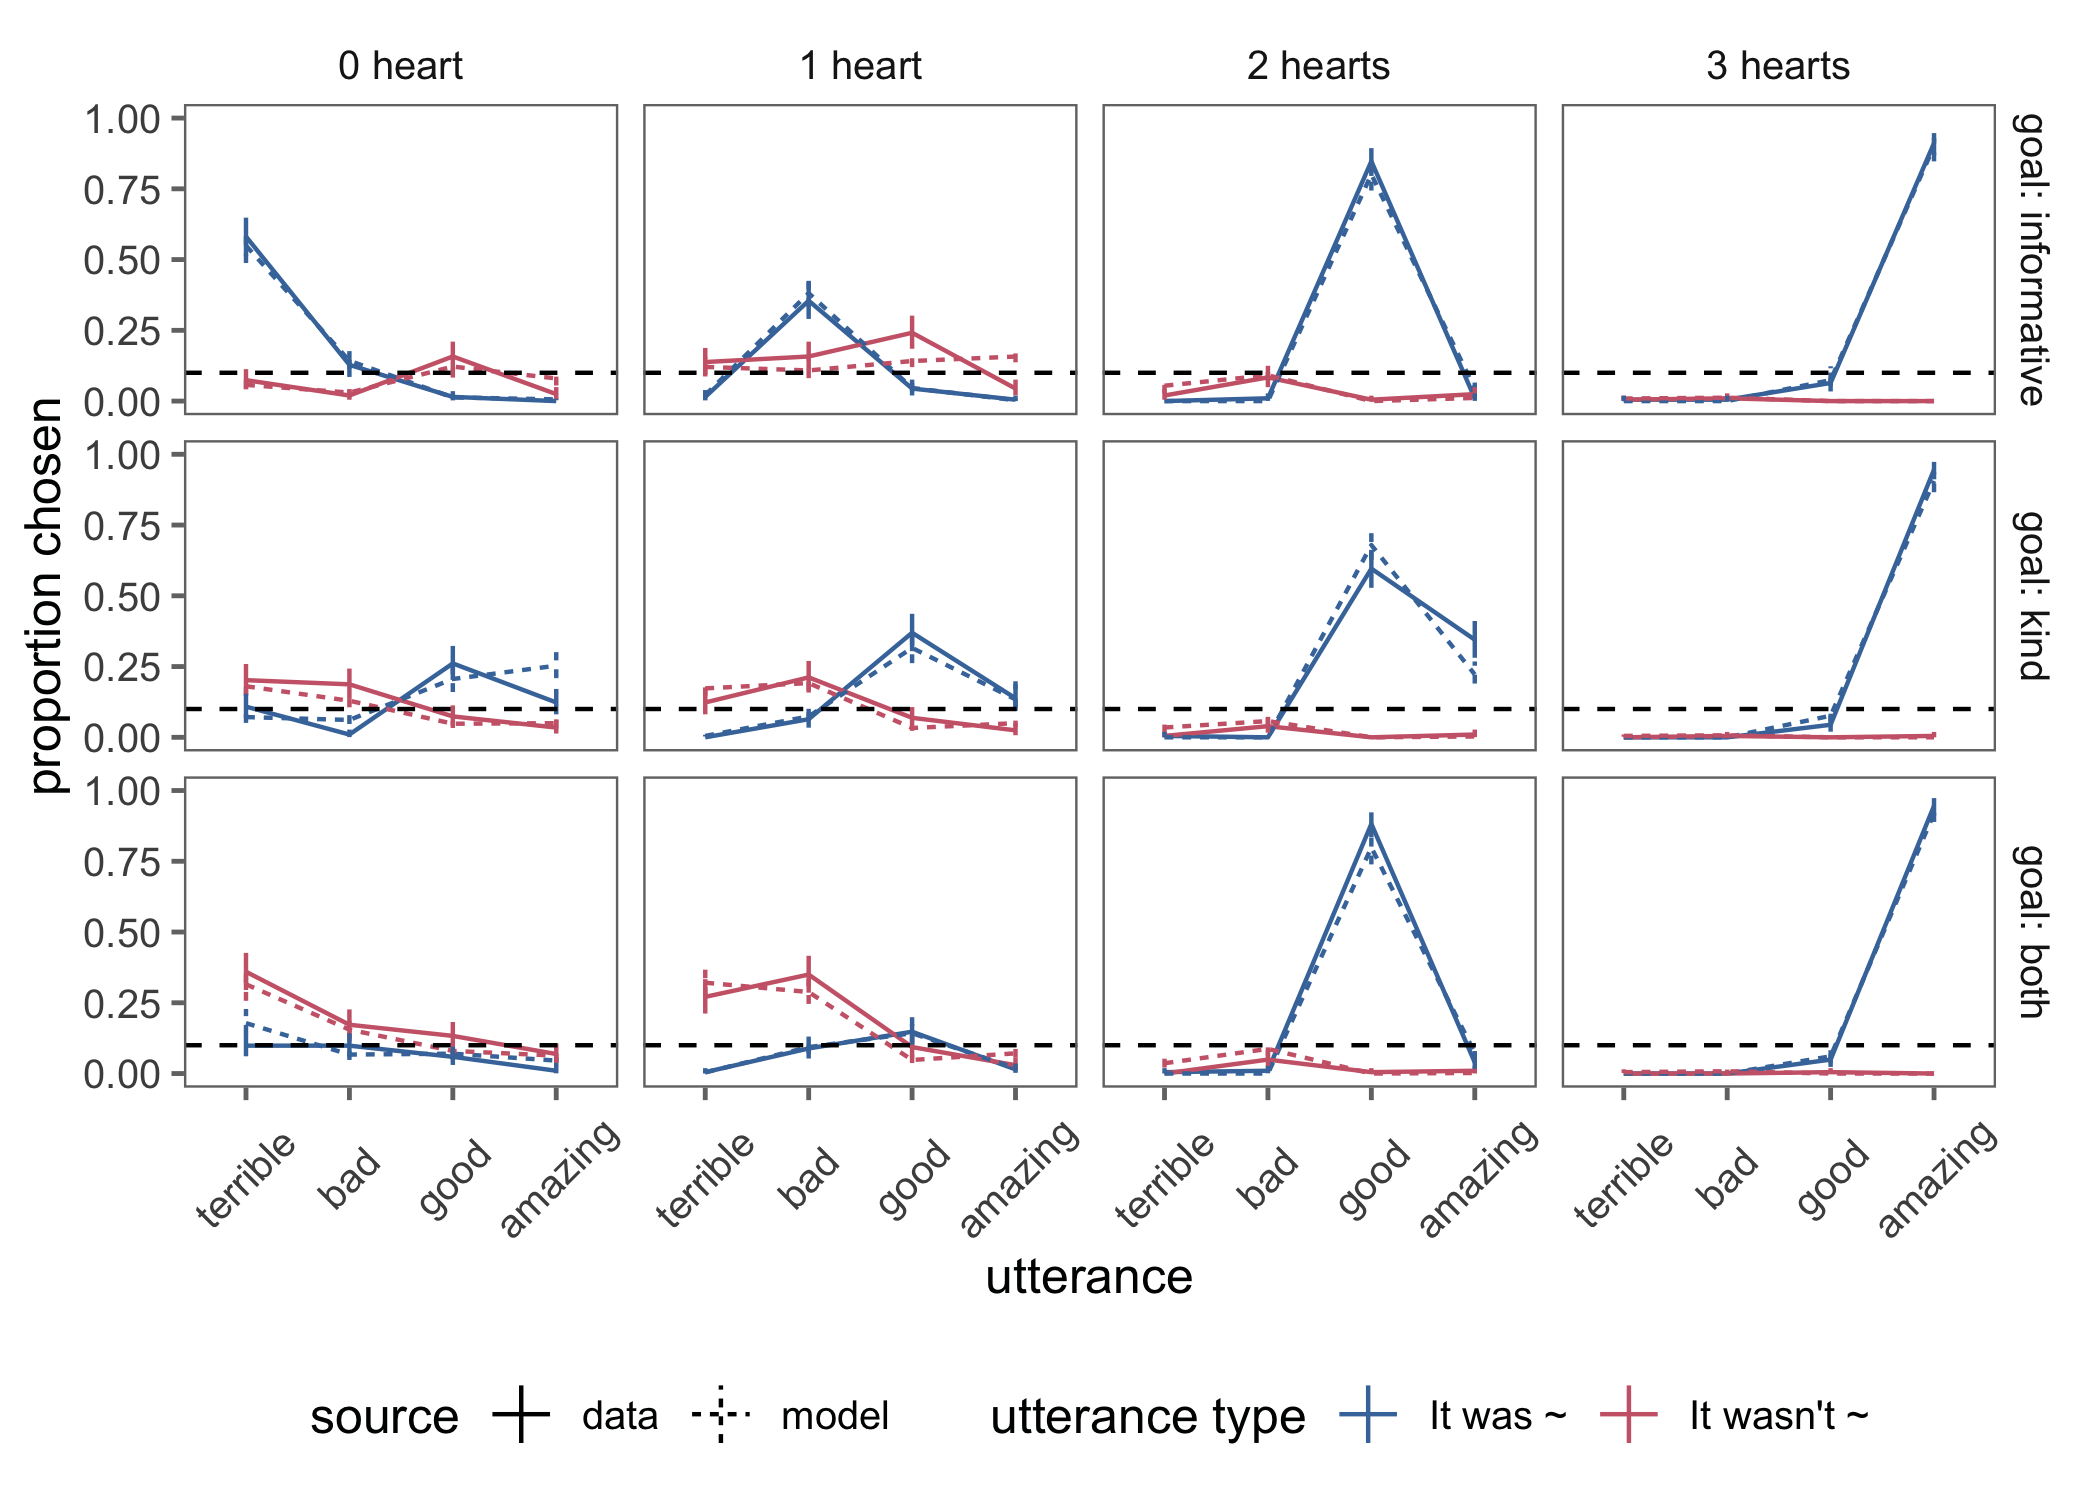 0 heart 1 heart 2 hearts 3 hearts
1.00
0.75
0.50
0.25
0.00
goal: informative
1.00
0.75
0.50
0.25
0.00
goal: kind
1.00
0.75
0.50
0.25
0.00
goal: both
proportion chosen
terrible bad good amazing terrible bad good amazing terrible bad good amazing terrible bad good amazing
utterance
source data model utterance type It was ~ It wasn't ~